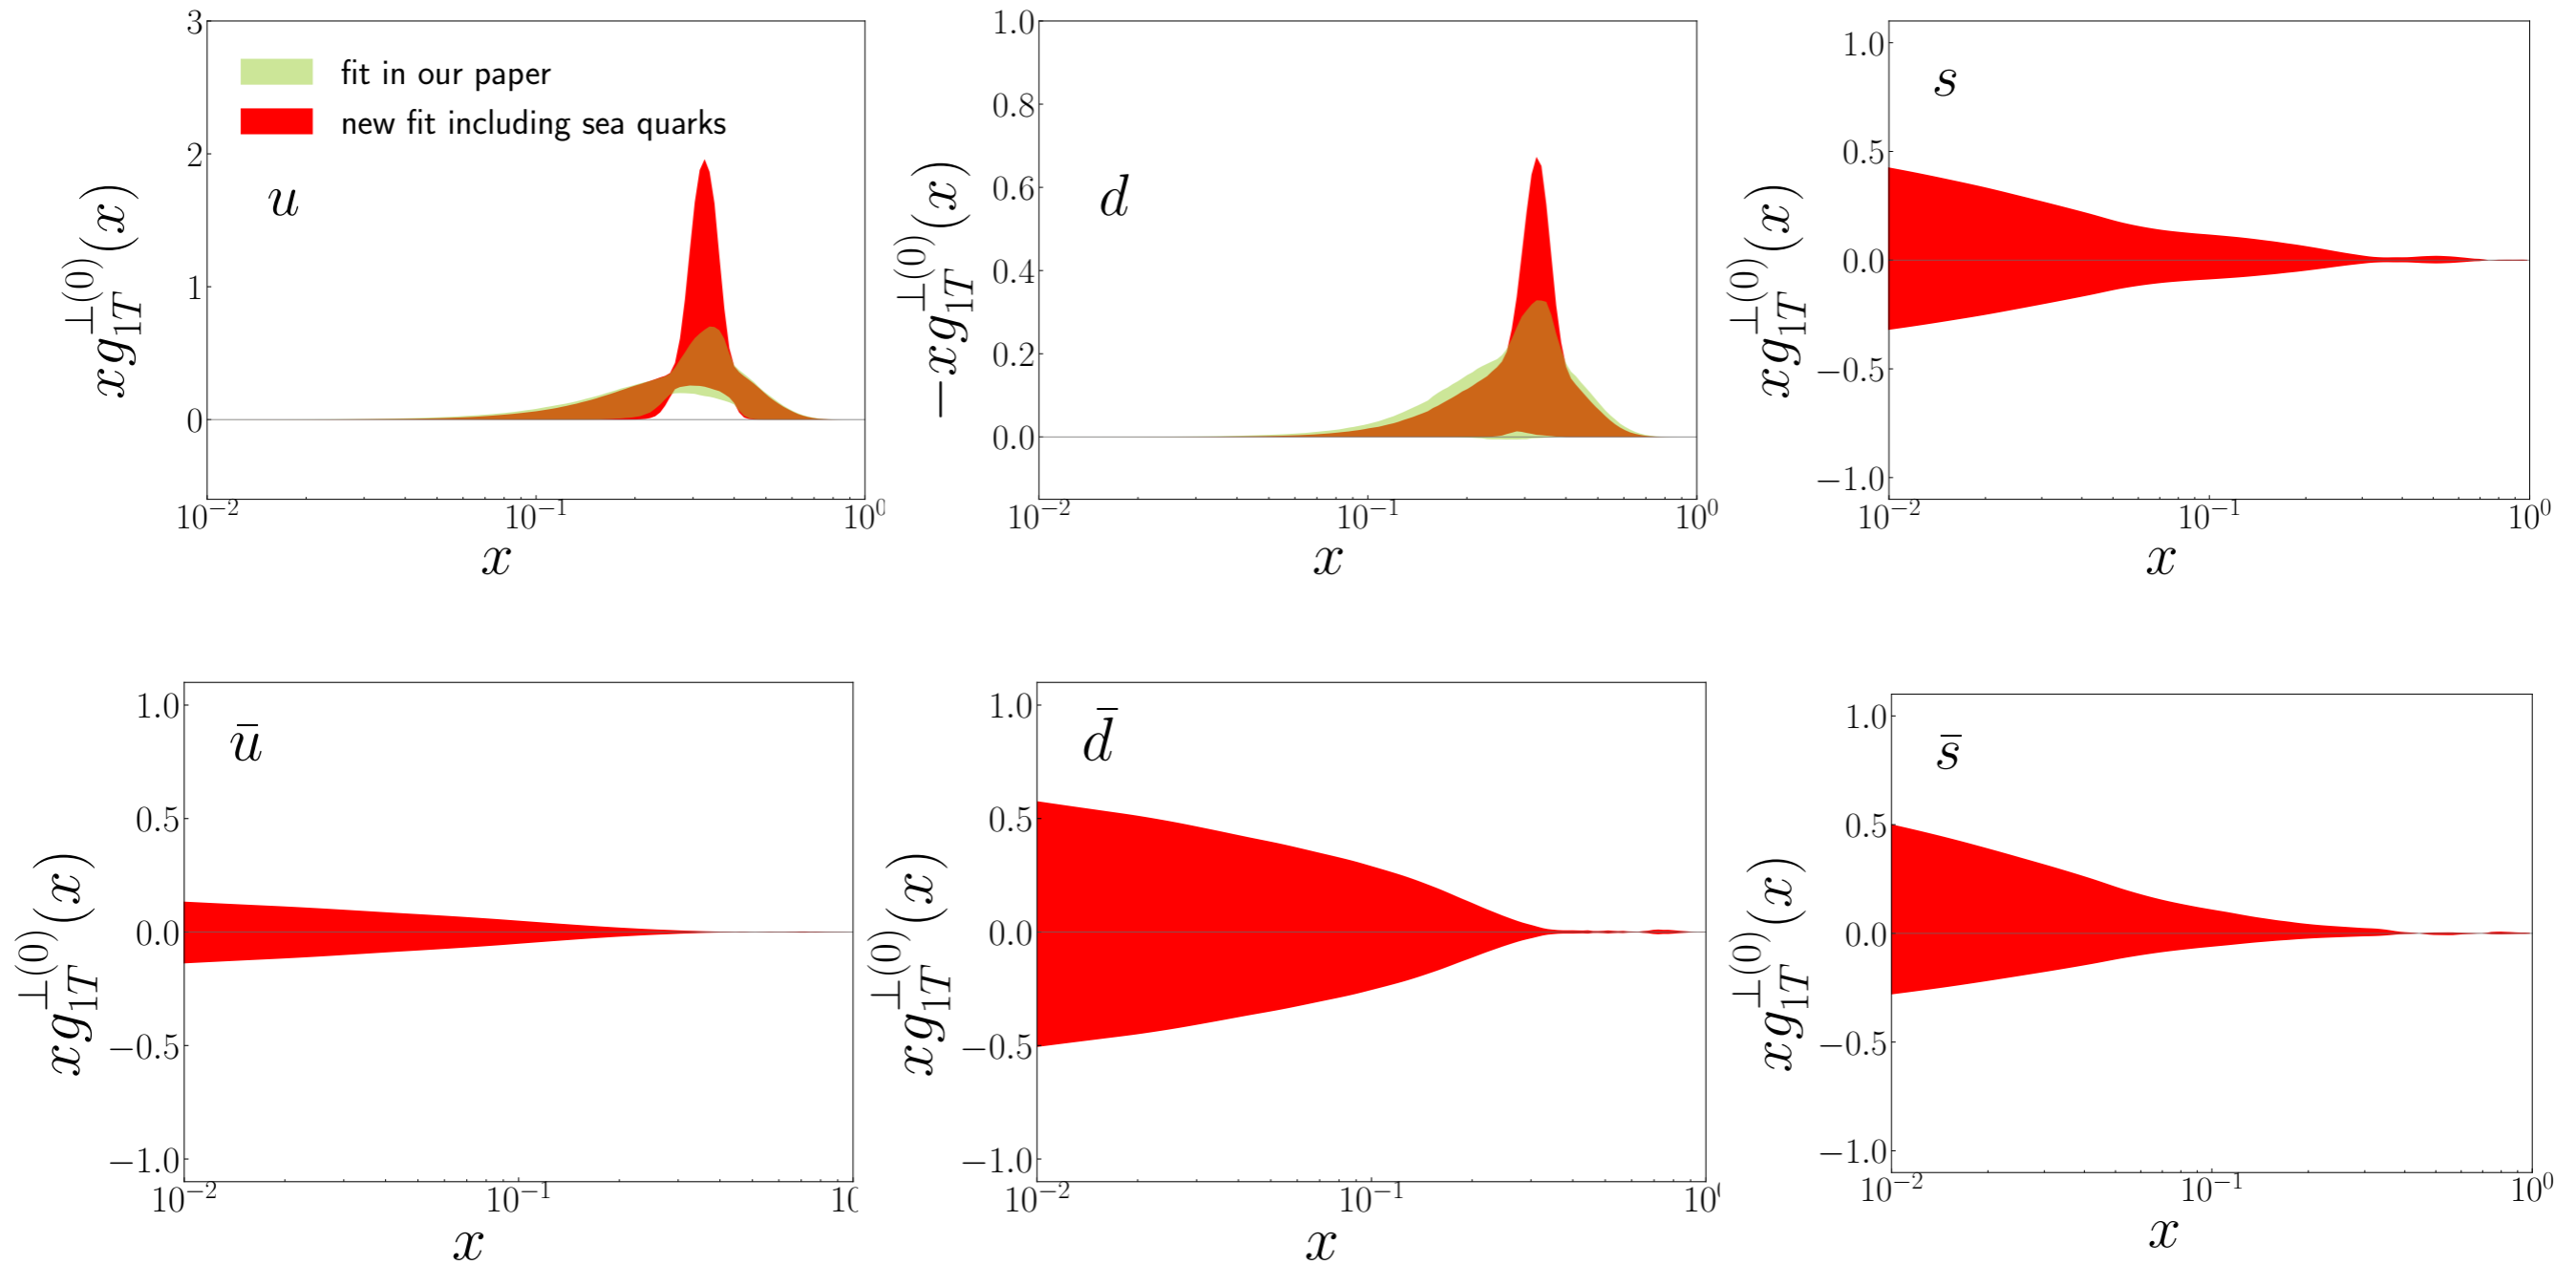 3
2
1
0
fit in our paper
new fit including sea quarks
u
xg_{1T}^{⊥(0)}(x)
10^{-2} 10^{-1} 10^{0}
x
1.0
0.8
0.6
0.4
0.2
0.0
d
−xg_{1T}^{⊥(0)}(x)
10^{-2} 10^{-1} 10^{0}
x
1.0
0.5
0.0
−0.5
−1.0
s
xg_{1T}^{⊥(0)}(x)
10^{-2} 10^{-1} 10^{0}
x
1.0
0.5
0.0
−0.5
−1.0
ū
xg_{1T}^{⊥(0)}(x)
10^{-2} 10^{-1} 10
x
1.0
0.5
0.0
−0.5
−1.0
d̄
xg_{1T}^{⊥(0)}(x)
10^{-2} 10^{-1} 10
x
1.0
0.5
0.0
−0.5
−1.0
s̄
xg_{1T}^{⊥(0)}(x)
10^{-2} 10^{-1} 10^{0}
x